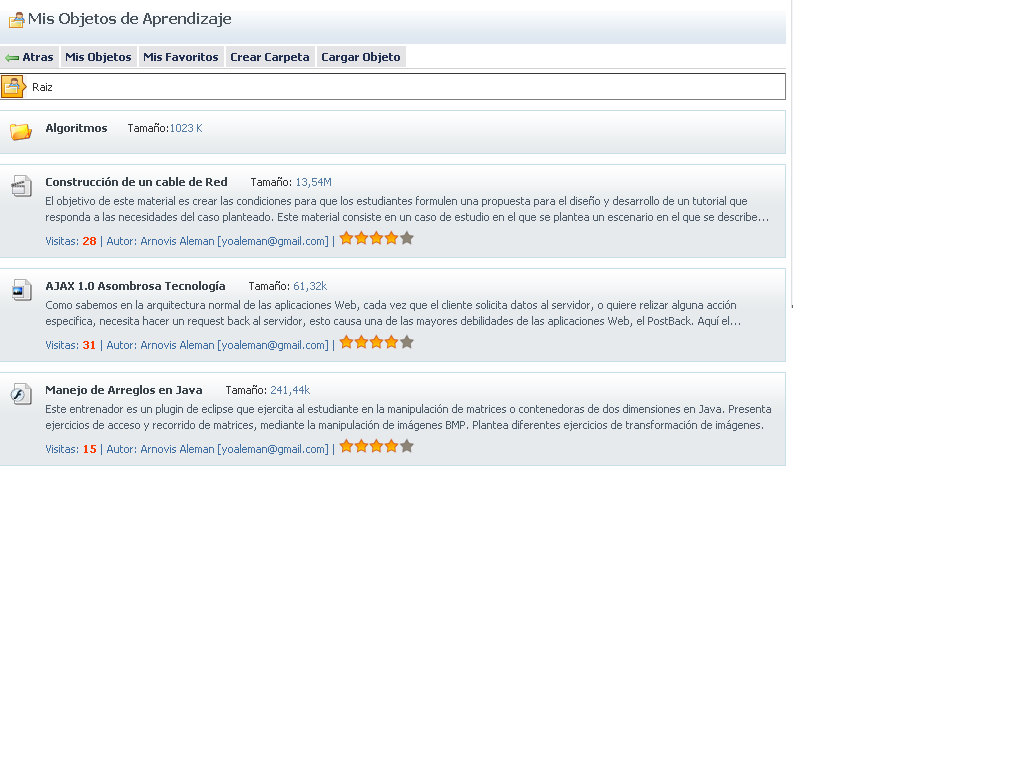 Mis Objetos de Aprendizaje
Atras Mis Objetos Mis Favoritos Crear Carpeta Cargar Objeto
Raiz
Algoritmos Tamaño:1023 K
Construcción de un cable de Red Tamaño: 13,54M
El objetivo de este material es crear las condiciones para que los estudiantes formulen una propuesta para el diseño y desarrollo de un tutorial que
responda a las necesidades del caso planteado. Este material consiste en un caso de estudio en el que se plantea un escenario en el que se describe...
Visitas: 28 | Autor: Arnovis Aleman [yoaleman@gmail.com] |
AJAX 1.0 Asombrosa Tecnología Tamaño: 61,32k
Como sabemos en la arquitectura normal de las aplicaciones Web, cada vez que el cliente solicita datos al servidor, o quiere relizar alguna acción
especifica, necesita hacer un request back al servidor, esto causa una de las mayores debilidades de las aplicaciones Web, el PostBack. Aquí el...
Visitas: 31 | Autor: Arnovis Aleman [yoaleman@gmail.com] |
Manejo de Arreglos en Java Tamaño: 241,44k
Este entrenador es un plugin de eclipse que ejercita al estudiante en la manipulación de matrices o contenedoras de dos dimensiones en Java. Presenta
ejercicios de acceso y recorrido de matrices, mediante la manipulación de imágenes BMP. Plantea diferentes ejercicios de transformación de imágenes.
Visitas: 15 | Autor: Arnovis Aleman [yoaleman@gmail.com] |